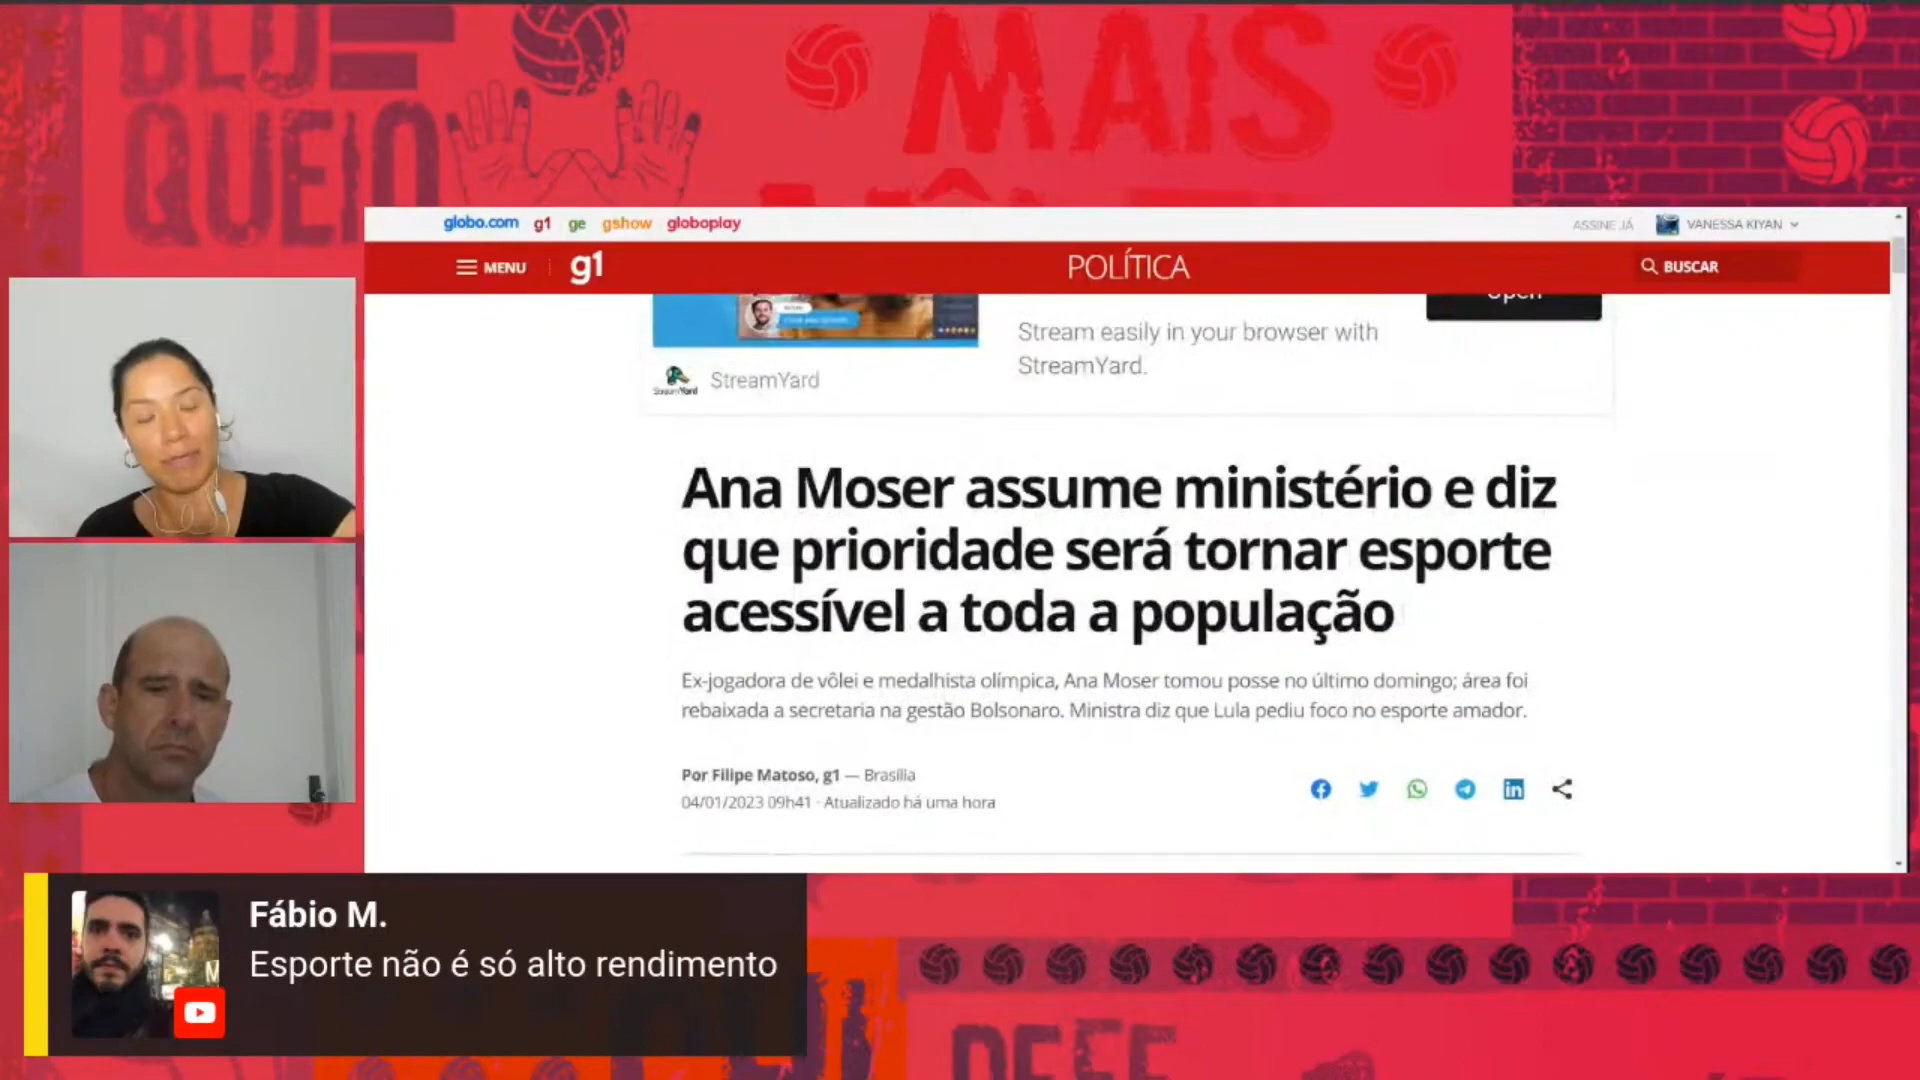 BLO
QUEIO
MAIS
globo.com g1 ge gshow globoplay
ASSINE JÁ VANESSA KIYAN
MENU g1 POLÍTICA BUSCAR
Open
Stream easily in your browser with
StreamYard.
StreamYard StreamYard
Ana Moser assume ministério e diz
que prioridade será tornar esporte
acessível a toda a população
Ex-jogadora de vôlei e medalhista olímpica, Ana Moser tomou posse no último domingo; área foi
rebaixada a secretaria na gestão Bolsonaro. Ministra diz que Lula pediu foco no esporte amador.
Por Filipe Matoso, g1 — Brasília
04/01/2023 09h41 · Atualizado há uma hora
Fábio M.
Esporte não é só alto rendimento